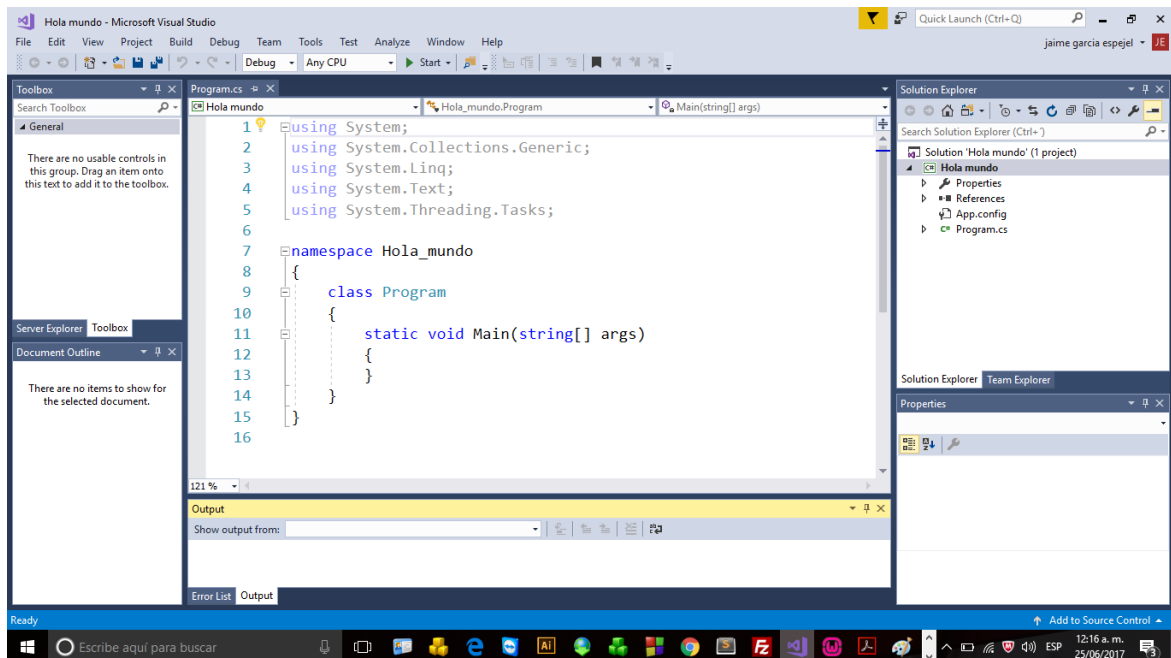 Hola mundo - Microsoft Visual Studio
Quick Launch (Ctrl+Q)
File Edit View Project Build Debug Team Tools Test Analyze Window Help
jaime garcia espejel JE
Debug Any CPU Start
Toolbox
Search Toolbox
General
There are no usable controls in
this group. Drag an item onto
this text to add it to the toolbox.
Server Explorer Toolbox
Document Outline
There are no items to show for
the selected document.
Program.cs
C# Hola mundo Hola_mundo.Program Main(string[] args)
1 using System;
2 using System.Collections.Generic;
3 using System.Linq;
4 using System.Text;
5 using System.Threading.Tasks;
6
7 namespace Hola_mundo
8 {
9 class Program
10 {
11 static void Main(string[] args)
12 {
13 }
14 }
15 }
16
121 %
Output
Show output from:
Error List Output
Solution Explorer
Search Solution Explorer (Ctrl+´)
Solution 'Hola mundo' (1 project)
C# Hola mundo
Properties
References
App.config
C# Program.cs
Solution Explorer Team Explorer
Properties
Ready
Add to Source Control
Escribe aquí para buscar
Ai
S
Fz
ESP
12:16 a. m.
25/06/2017
3